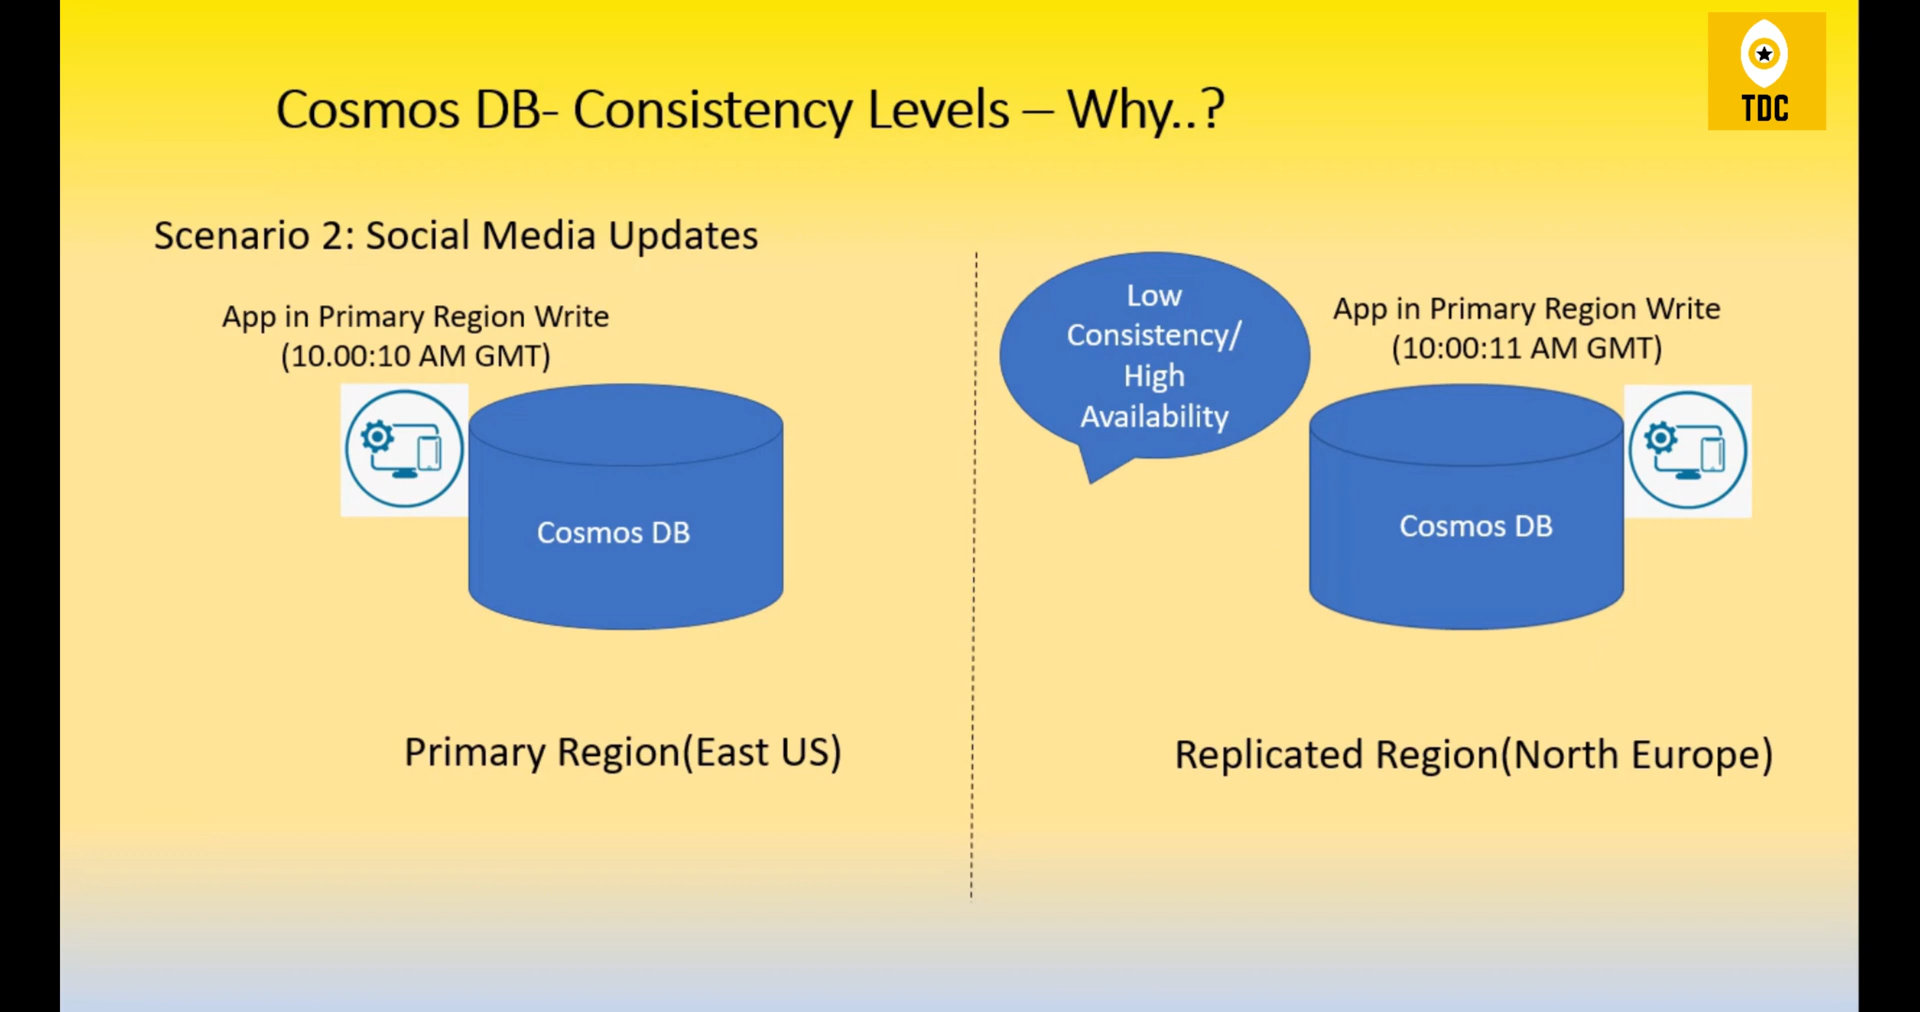 TDC
Cosmos DB- Consistency Levels – Why..?
Scenario 2: Social Media Updates
App in Primary Region Write
(10.00:10 AM GMT)
Cosmos DB
Primary Region(East US)
Low
Consistency/
High
Availability
App in Primary Region Write
(10:00:11 AM GMT)
Cosmos DB
Replicated Region(North Europe)